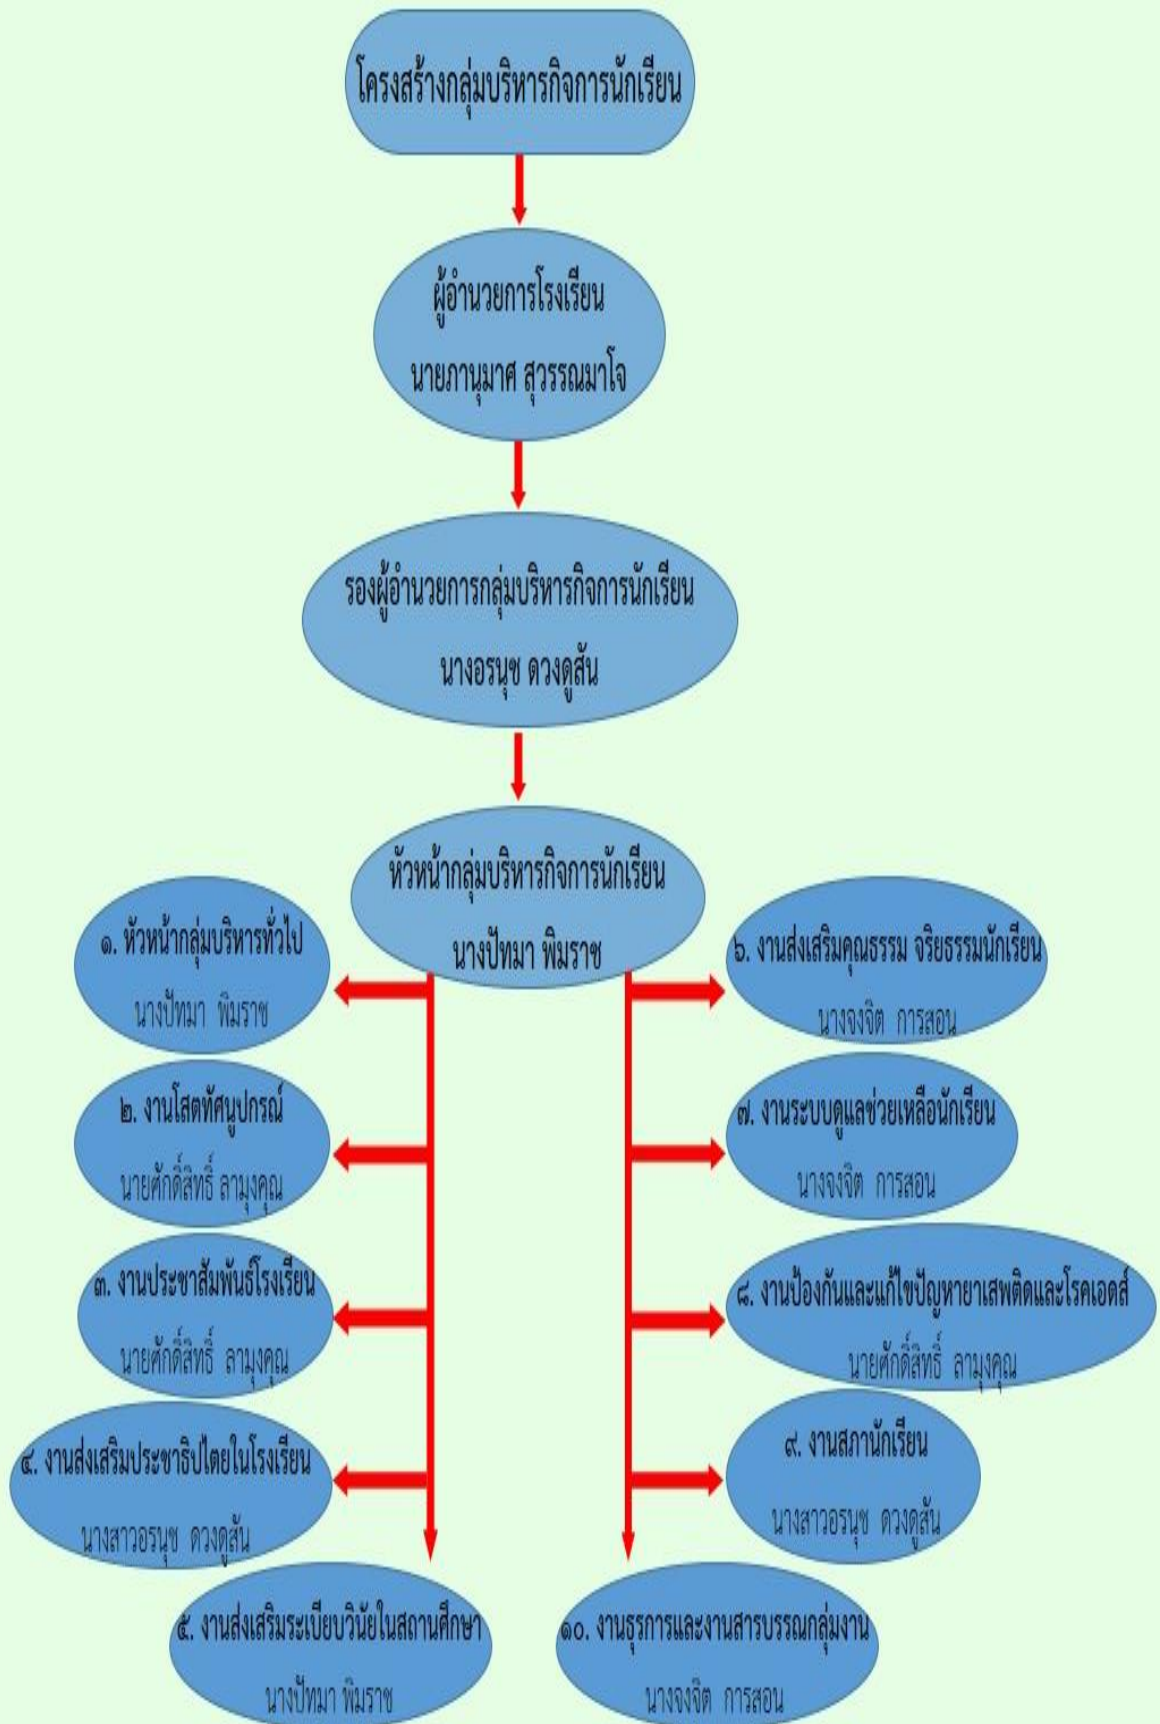 โครงสร้างกลุ่มบริหารกิจการนักเรียน
ผู้อำนวยการโรงเรียน
นายภานุมาศ สุวรรณมาโจ
รองผู้อำนวยการกลุ่มบริหารกิจการนักเรียน
นางอรนุช ดวงดูสัน
หัวหน้ากลุ่มบริหารกิจการนักเรียน
นางปัทมา พิมราช
๑. หัวหน้ากลุ่มบริหารทั่วไป
นางปัทมา พิมราช
๒. งานโสตทัศนูปกรณ์
นายศักดิ์สิทธิ์ ลามุงคุณ
๓. งานประชาสัมพันธ์โรงเรียน
นายศักดิ์สิทธิ์ ลามุงคุณ
๔. งานส่งเสริมประชาธิปไตยในโรงเรียน
นางสาวอรนุช ดวงดูสัน
๕. งานส่งเสริมระเบียบวินัยในสถานศึกษา
นางปัทมา พิมราช
๖. งานส่งเสริมคุณธรรม จริยธรรมนักเรียน
นางจงจิต การสอน
๗. งานระบบดูแลช่วยเหลือนักเรียน
นางจงจิต การสอน
๘. งานป้องกันและแก้ไขปัญหายาเสพติดและโรคเอดส์
นายศักดิ์สิทธิ์ ลามุงคุณ
๙. งานสภานักเรียน
นางสาวอรนุช ดวงดูสัน
๑๐. งานธุรการและงานสารบรรณกลุ่มงาน
นางจงจิต การสอน